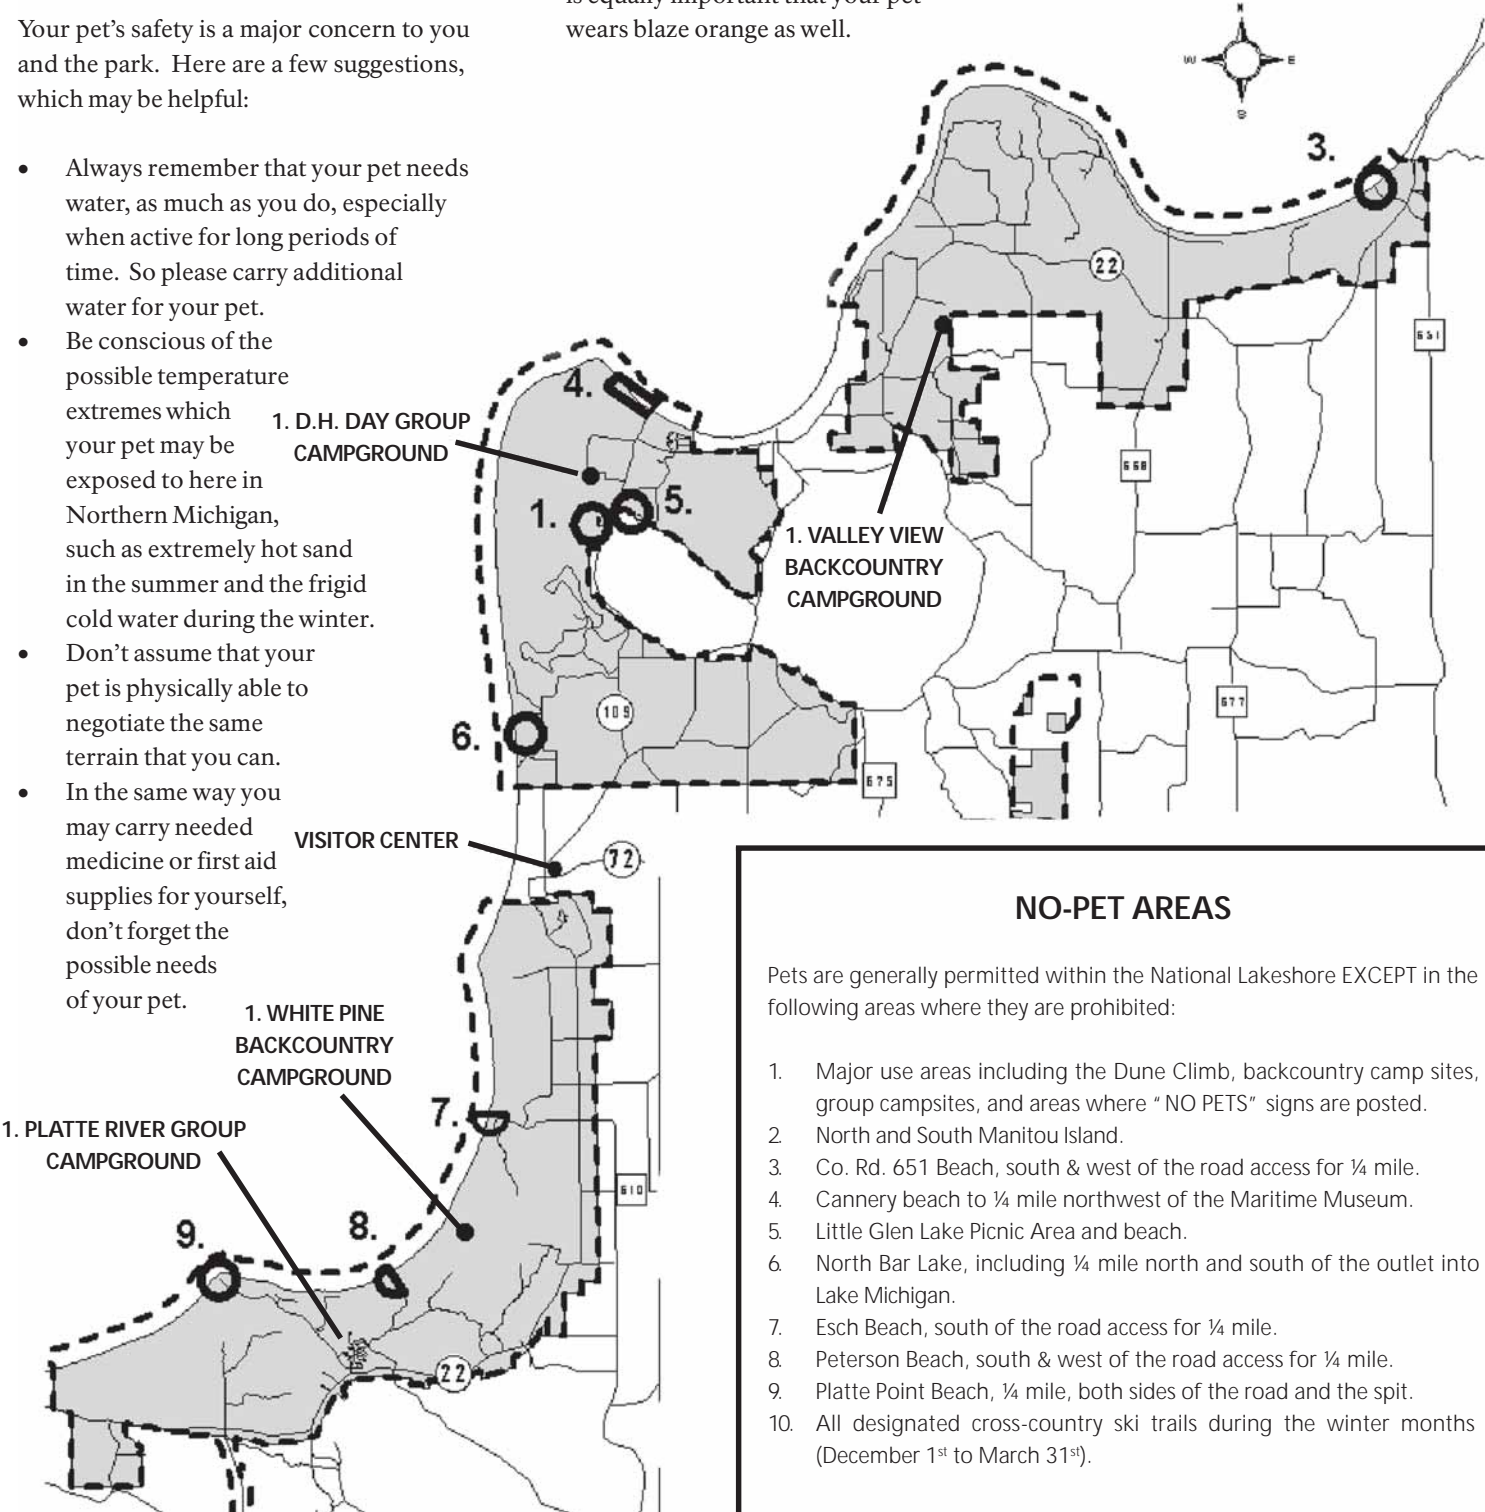 Your pet’s safety is a major concern to you
and the park. Here are a few suggestions,
which may be helpful:
• Always remember that your pet needs
water, as much as you do, especially
when active for long periods of
time. So please carry additional
water for your pet.
• Be conscious of the
possible temperature
extremes which
your pet may be
exposed to here in
Northern Michigan,
such as extremely hot sand
in the summer and the frigid
cold water during the winter.
• Don’t assume that your
pet is physically able to
negotiate the same
terrain that you can.
• In the same way you
may carry needed
medicine or first aid
supplies for yourself,
don’t forget the
possible needs
of your pet.
is equally important that your pet
wears blaze orange as well.
N
W E
S
3.
22
651
4.
1. D.H. DAY GROUP
CAMPGROUND
668
1.
5.
1. VALLEY VIEW
BACKCOUNTRY
CAMPGROUND
109
677
6.
675
VISITOR CENTER
72
1. WHITE PINE
BACKCOUNTRY
CAMPGROUND
7.
1. PLATTE RIVER GROUP
CAMPGROUND
610
9.
8.
22
NO-PET AREAS
Pets are generally permitted within the National Lakeshore EXCEPT in the
following areas where they are prohibited:
1. Major use areas including the Dune Climb, backcountry camp sites,
group campsites, and areas where “NO PETS” signs are posted.
2. North and South Manitou Island.
3. Co. Rd. 651 Beach, south & west of the road access for ¼ mile.
4. Cannery beach to ¼ mile northwest of the Maritime Museum.
5. Little Glen Lake Picnic Area and beach.
6. North Bar Lake, including ¼ mile north and south of the outlet into
Lake Michigan.
7. Esch Beach, south of the road access for ¼ mile.
8. Peterson Beach, south & west of the road access for ¼ mile.
9. Platte Point Beach, ¼ mile, both sides of the road and the spit.
10. All designated cross-country ski trails during the winter months
(December 1st to March 31st).